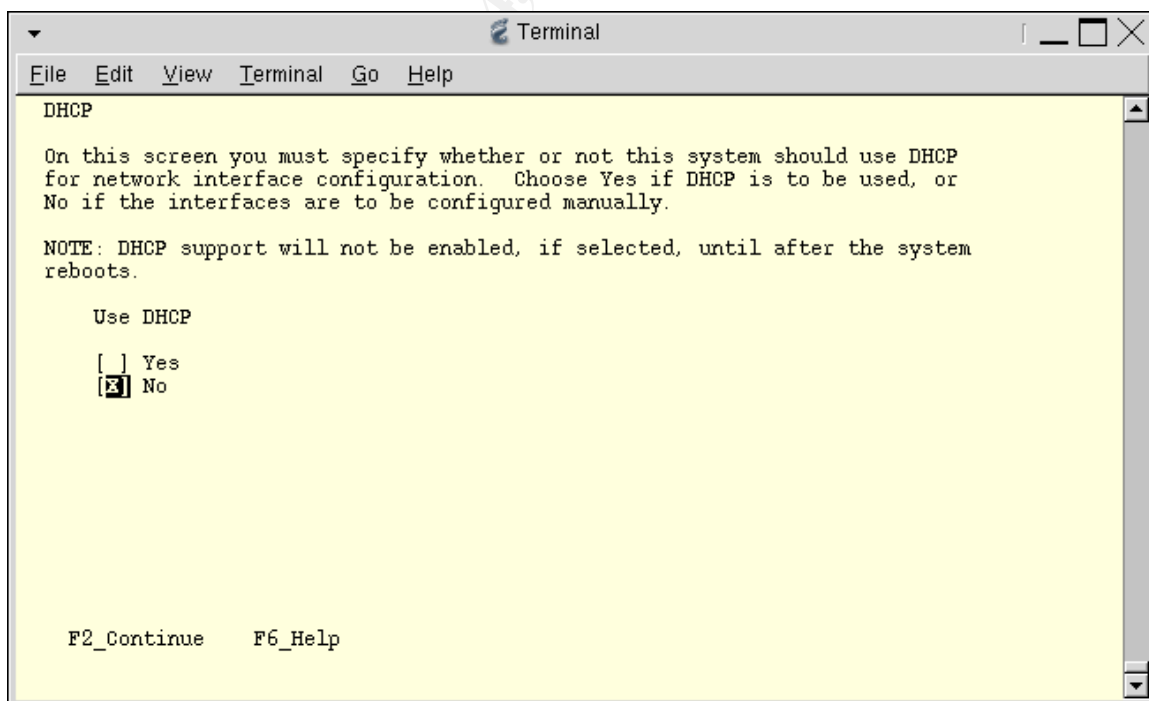 Terminal
File Edit View Terminal Go Help
DHCP
On this screen you must specify whether or not this system should use DHCP
for network interface configuration.  Choose Yes if DHCP is to be used, or
No if the interfaces are to be configured manually.
NOTE: DHCP support will not be enabled, if selected, until after the system
reboots.
Use DHCP
[ ] Yes
[X] No
F2_Continue F6_Help